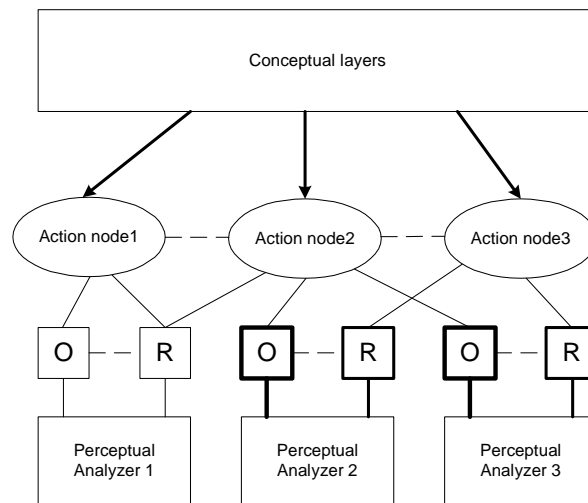 Conceptual layers
Action node1
Action node2
Action node3
O
R
O
R
O
R
Perceptual
Analyzer 1
Perceptual
Analyzer 2
Perceptual
Analyzer 3